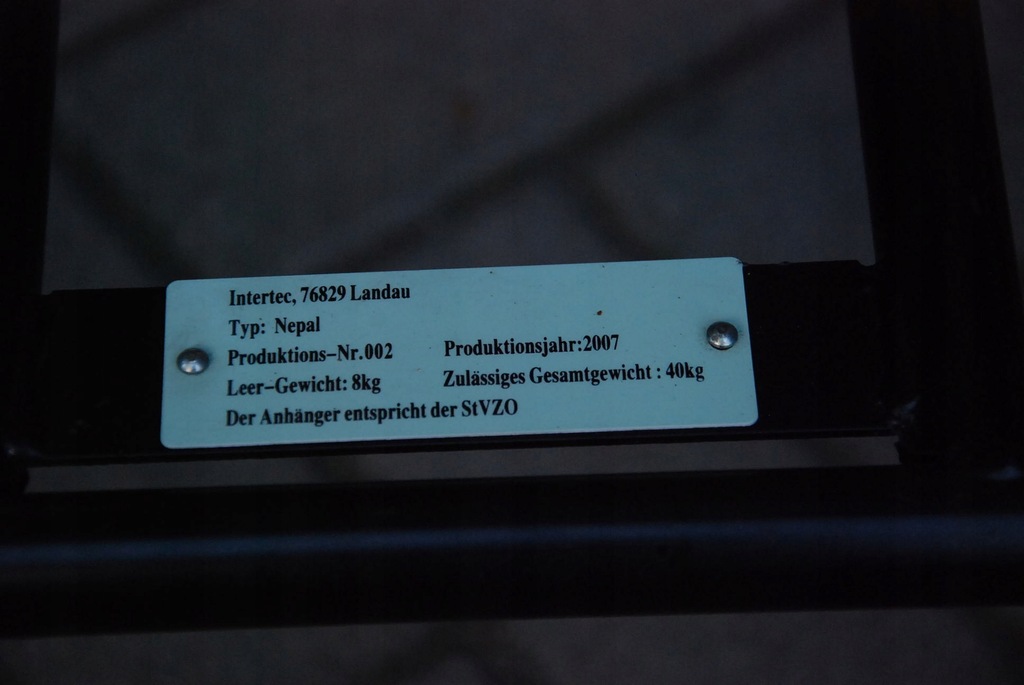 Intertec, 76829 Landau
Typ: Nepal
Produktions-Nr.002 Produktionsjahr:2007
Leer-Gewicht: 8kg Zulässiges Gesamtgewicht : 40kg
Der Anhänger entspricht der StVZO